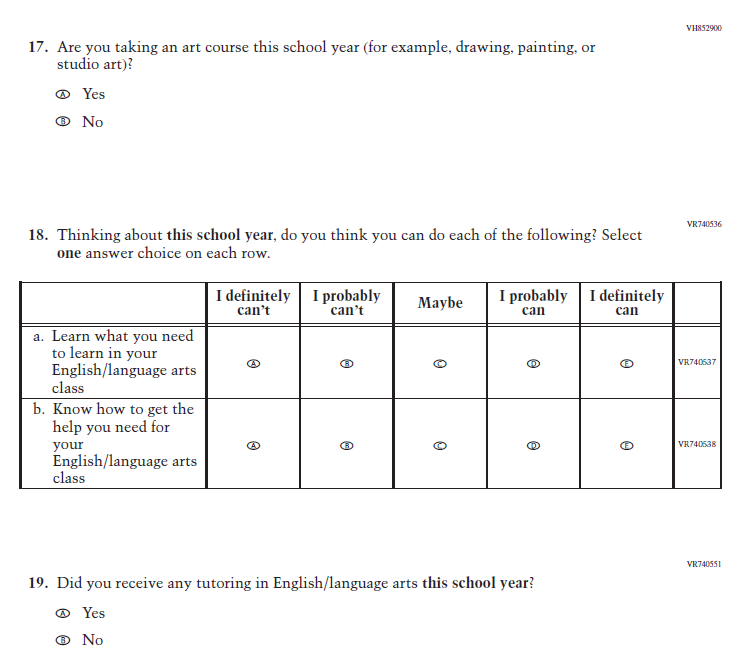 VH852900
17. Are you taking an art course this school year (for example, drawing, painting, or
studio art)?
Ⓐ Yes
Ⓑ No
VR740536
18. Thinking about this school year, do you think you can do each of the following? Select
one answer choice on each row.
I definitely can't I probably can’t Maybe I probably can I definitely can
a. Learn what you need
to learn in your
English/language arts
class
Ⓐ Ⓑ Ⓒ Ⓓ Ⓔ VR740537
b. Know how to get the
help you need for
your
English/language arts
class
Ⓐ Ⓑ Ⓒ Ⓓ Ⓔ VR740538
VR740551
19. Did you receive any tutoring in English/language arts this school year?
Ⓐ Yes
Ⓑ No